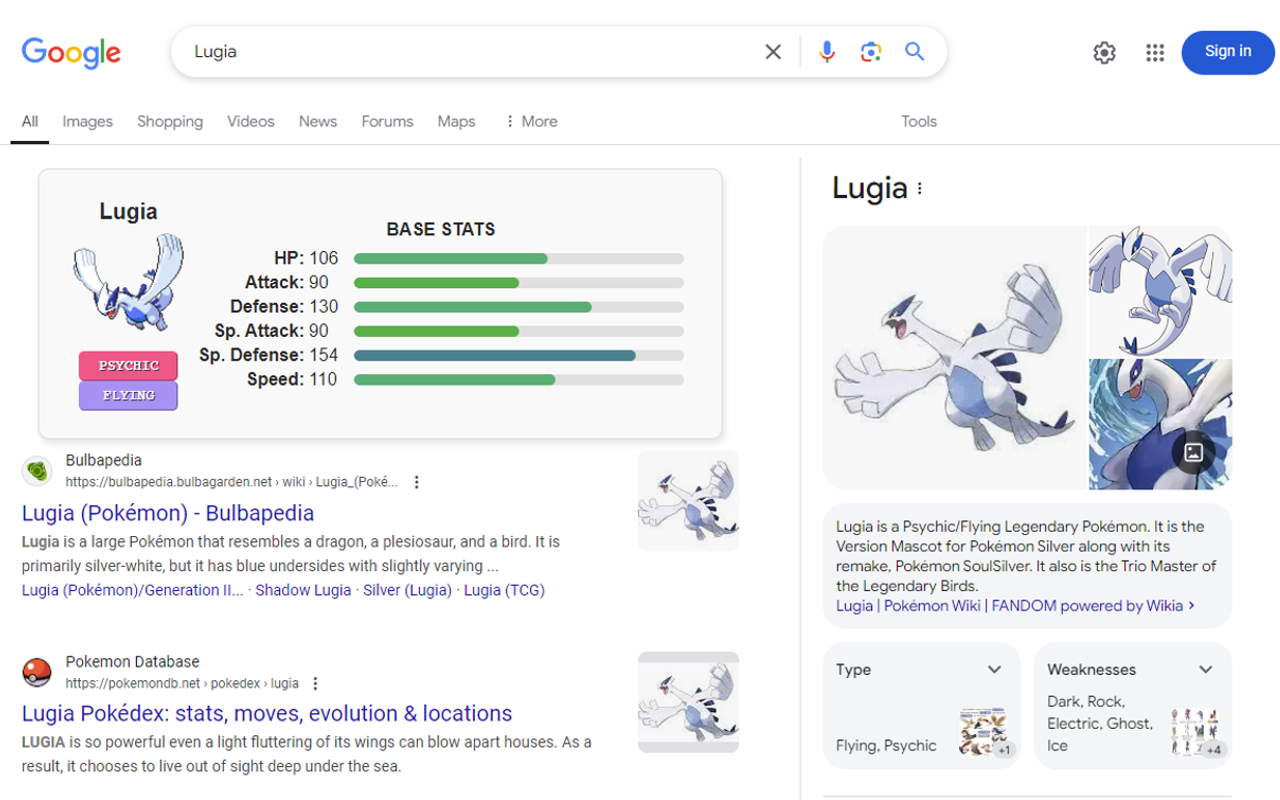 Google
Lugia
Sign in
All Images Shopping Videos News Forums Maps More Tools
Lugia
BASE STATS
HP: 106
Attack: 90
Defense: 130
Sp. Attack: 90
Sp. Defense: 154
Speed: 110
PSYCHIC
FLYING
Bulbapedia
https://bulbapedia.bulbagarden.net › wiki › Lugia_(Poké...
Lugia (Pokémon) - Bulbapedia
Lugia is a large Pokémon that resembles a dragon, a plesiosaur, and a bird. It is
primarily silver-white, but it has blue undersides with slightly varying ...
Lugia (Pokémon)/Generation II... · Shadow Lugia · Silver (Lugia) · Lugia (TCG)
Pokemon Database
https://pokemondb.net › pokedex › lugia
Lugia Pokédex: stats, moves, evolution & locations
LUGIA is so powerful even a light fluttering of its wings can blow apart houses. As a
result, it chooses to live out of sight deep under the sea.
Lugia
Lugia is a Psychic/Flying Legendary Pokémon. It is the
Version Mascot for Pokémon Silver along with its
remake, Pokémon SoulSilver. It also is the Trio Master of
the Legendary Birds.
Lugia | Pokémon Wiki | FANDOM powered by Wikia ›
Type
Flying, Psychic
+1
Weaknesses
Dark, Rock,
Electric, Ghost,
Ice
+4